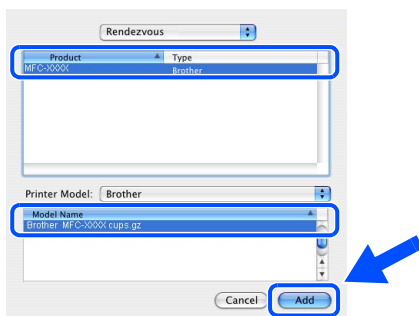 Rendezvous
Product Type
MFC-XXXX Brother
Printer Model: Brother
Model Name
Brother MFC-XXXX cups.gz
Cancel Add